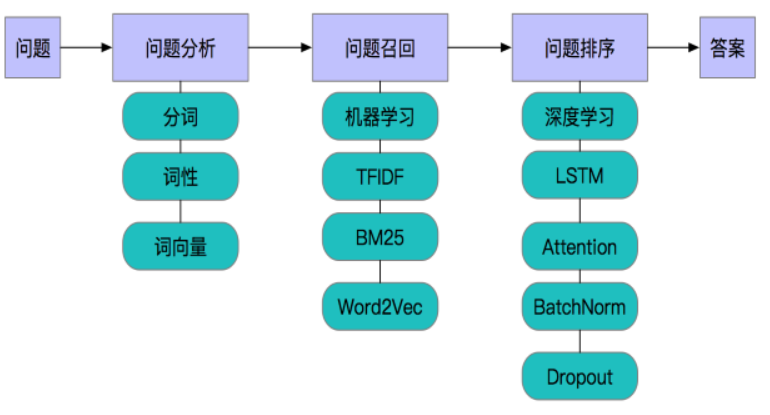 问题
问题分析
问题召回
问题排序
答案
分词
词性
词向量
机器学习
TFIDF
BM25
Word2Vec
深度学习
LSTM
Attention
BatchNorm
Dropout